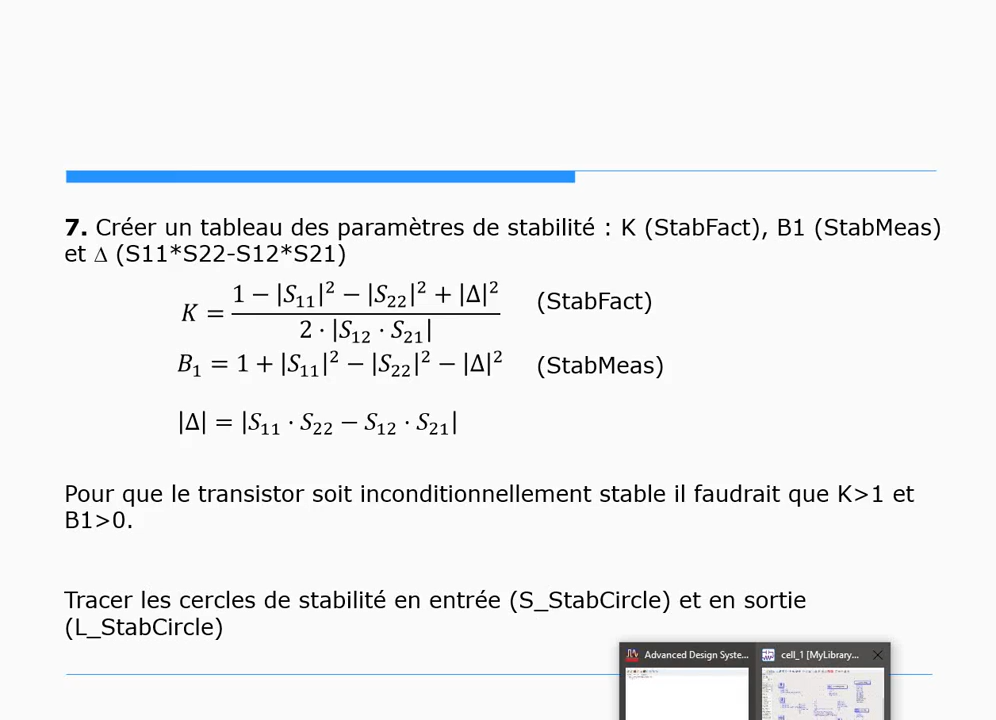 7. Créer un tableau des paramètres de stabilité : K (StabFact), B1 (StabMeas)
et Δ (S11*S22-S12*S21)
K = (1 − |S₁₁|² − |S₂₂|² + |Δ|²) / (2 · |S₁₂ · S₂₁|) (StabFact)
B₁ = 1 + |S₁₁|² − |S₂₂|² − |Δ|² (StabMeas)
|Δ| = |S₁₁ · S₂₂ − S₁₂ · S₂₁|
Pour que le transistor soit inconditionnellement stable il faudrait que K>1 et
B1>0.
Tracer les cercles de stabilité en entrée (S_StabCircle) et en sortie
(L_StabCircle)
Advanced Design Syste... cell_1 [MyLibrary...